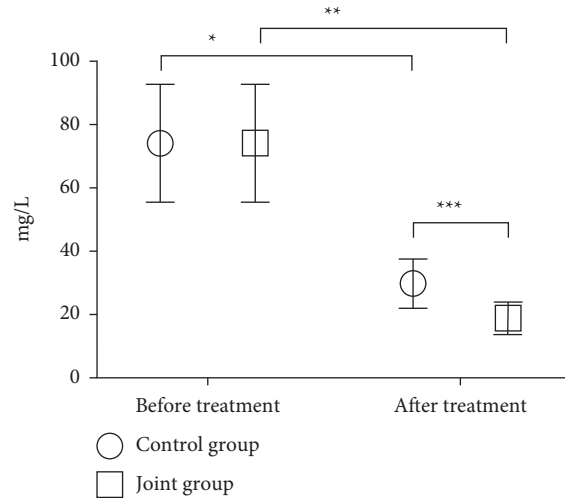 **
*
100
80
60
40
20
0
mg/L
***
Before treatment
After treatment
Control group
Joint group